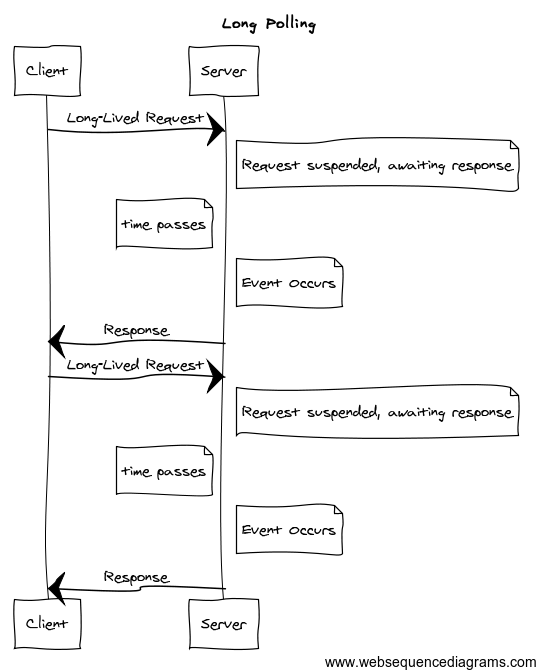 Long Polling
Client
Server
Long-Lived Request
Request suspended, awaiting response
time passes
Event Occurs
Response
Long-Lived Request
Request suspended, awaiting response
time passes
Event Occurs
Response
Client
Server
www.websequencediagrams.com